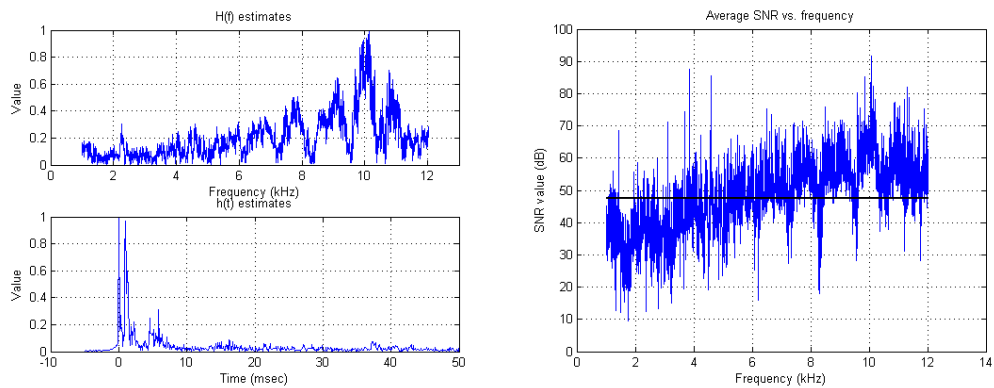 H(f) estimates
Value
1
0.8
0.6
0.4
0.2
0
0 2 4 6 8 10 12
Frequency (kHz)
h(t) estimates
Value
1
0.8
0.6
0.4
0.2
0
-10 0 10 20 30 40 50
Time (msec)
Average SNR vs. frequency
SNR value (dB)
100
90
80
70
60
50
40
30
20
10
0
0 2 4 6 8 10 12 14
Frequency (kHz)